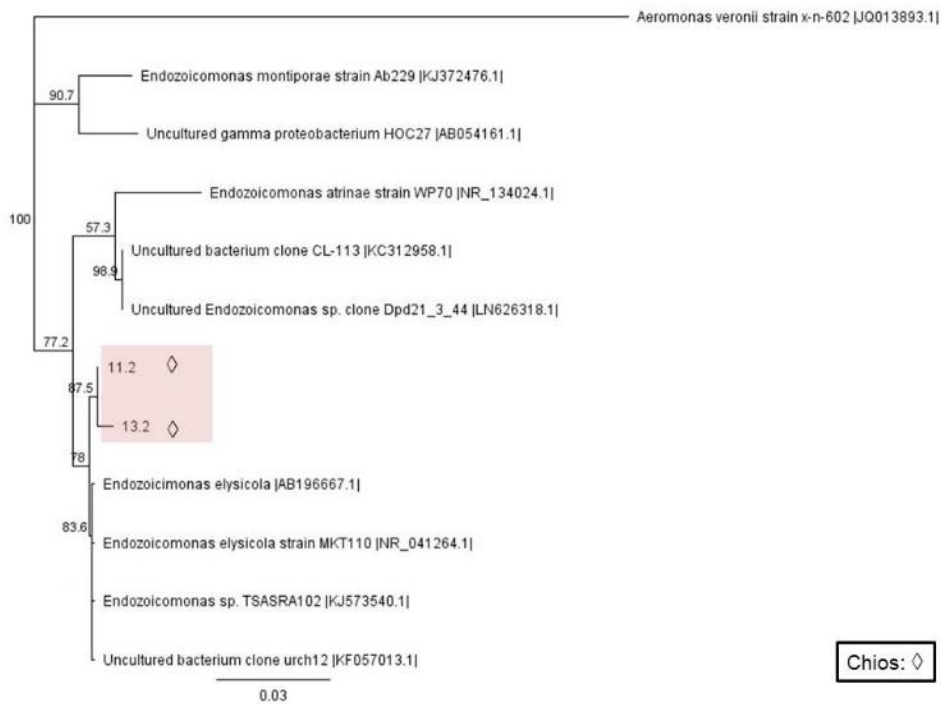 Aeromonas veronii strain x-n-602 |JQ013893.1|
Endozoicomonas montiporae strain Ab229 |KJ372476.1|
90.7
Uncultured gamma proteobacterium HOC27 |AB054161.1|
Endozoicomonas atrinae strain WP70 |NR_134024.1|
100
57.3
Uncultured bacterium clone CL-113 |KC312958.1|
98.9
Uncultured Endozoicomonas sp. clone Dpd21_3_44 |LN626318.1|
77.2
11.2 ◊
87.5
13.2 ◊
78
Endozoicimonas elysicola |AB196667.1|
83.6
Endozoicomonas elysicola strain MKT110 |NR_041264.1|
Endozoicomonas sp. TSASRA102 |KJ573540.1|
Uncultured bacterium clone urch12 |KF057013.1|
Chios: ◊
0.03